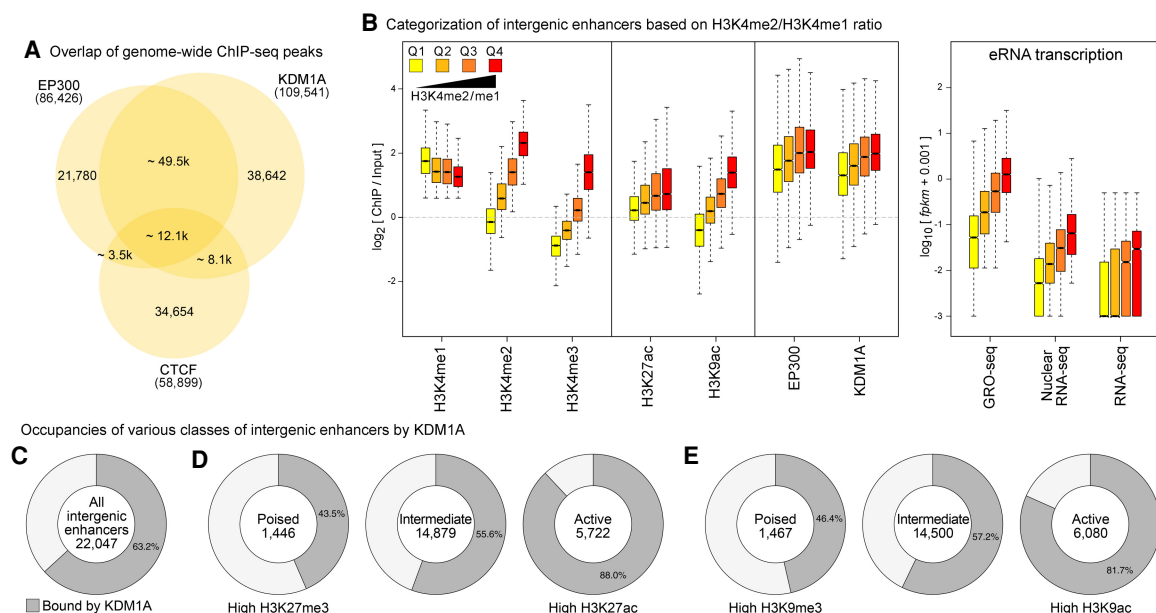 A Overlap of genome-wide ChIP-seq peaks
EP300
(86,426)
KDM1A
(109,541)
~ 49.5k
21,780
38,642
~ 12.1k
~ 3.5k
~ 8.1k
34,654
CTCF
(58,899)
B Categorization of intergenic enhancers based on H3K4me2/H3K4me1 ratio
Q1 Q2 Q3 Q4
H3K4me2/me1
log2 [ ChIP / Input ]
4
2
0
-2
H3K4me1
H3K4me2
H3K4me3
H3K27ac
H3K9ac
EP300
KDM1A
eRNA transcription
log10 [ fpkm + 0.001 ]
1
0
-1
-2
-3
GRO-seq
Nuclear
RNA-seq
RNA-seq
Occupancies of various classes of intergenic enhancers by KDM1A
C
All
intergenic
enhancers
22,047
63.2%
Bound by KDM1A
D
Poised
1,446
43.5%
High H3K27me3
Intermediate
14,879
55.6%
Active
5,722
88.0%
High H3K27ac
E
Poised
1,467
46.4%
High H3K9me3
Intermediate
14,500
57.2%
Active
6,080
81.7%
High H3K9ac